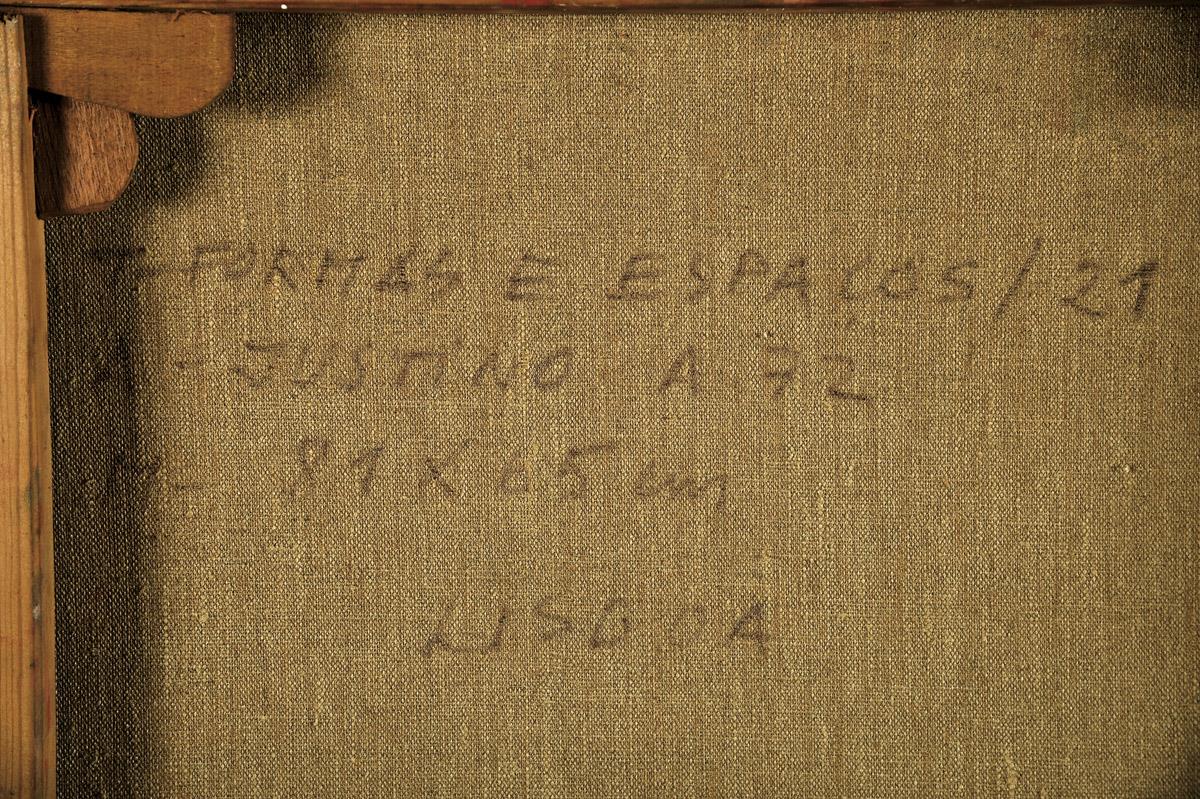 T- FORMAS E ESPAÇOS / 21
- JUSTINO A 72
M- 81 X 65 cm
LISBOA